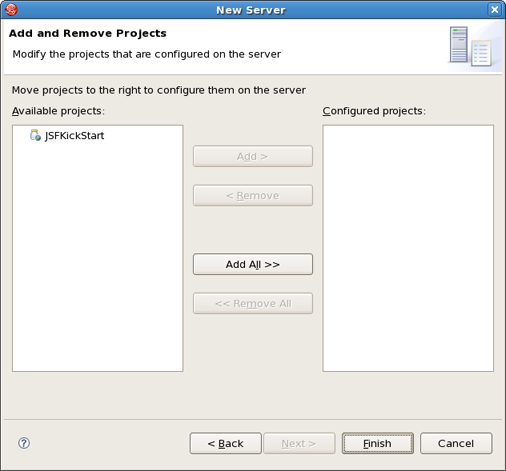 New Server
Add and Remove Projects
Modify the projects that are configured on the server
Move projects to the right to configure them on the server
Available projects:
Configured projects:
JSFKickStart
Add >
< Remove
Add All >>
<< Remove All
?
< Back
Next >
Finish
Cancel